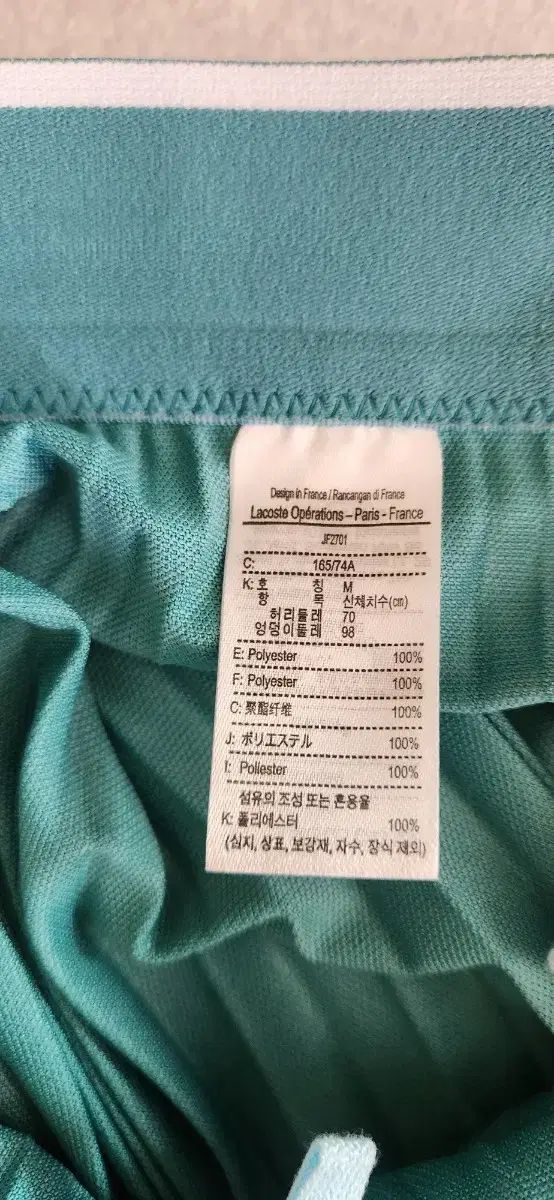 Design in France / Rancangan di France
Lacoste Opérations – Paris - France
JF2701
C: 165/74A
K: 호 칭 M
항 목 신체치수(cm)
허리둘레 70
엉덩이둘레 98
E: Polyester 100%
F: Polyester 100%
C: 聚酯纤维 100%
J: ポリエステル 100%
I: Poliester 100%
섬유의 조성 또는 혼용율
K: 폴리에스터 100%
(심지, 상표, 보강재, 자수, 장식 제외)